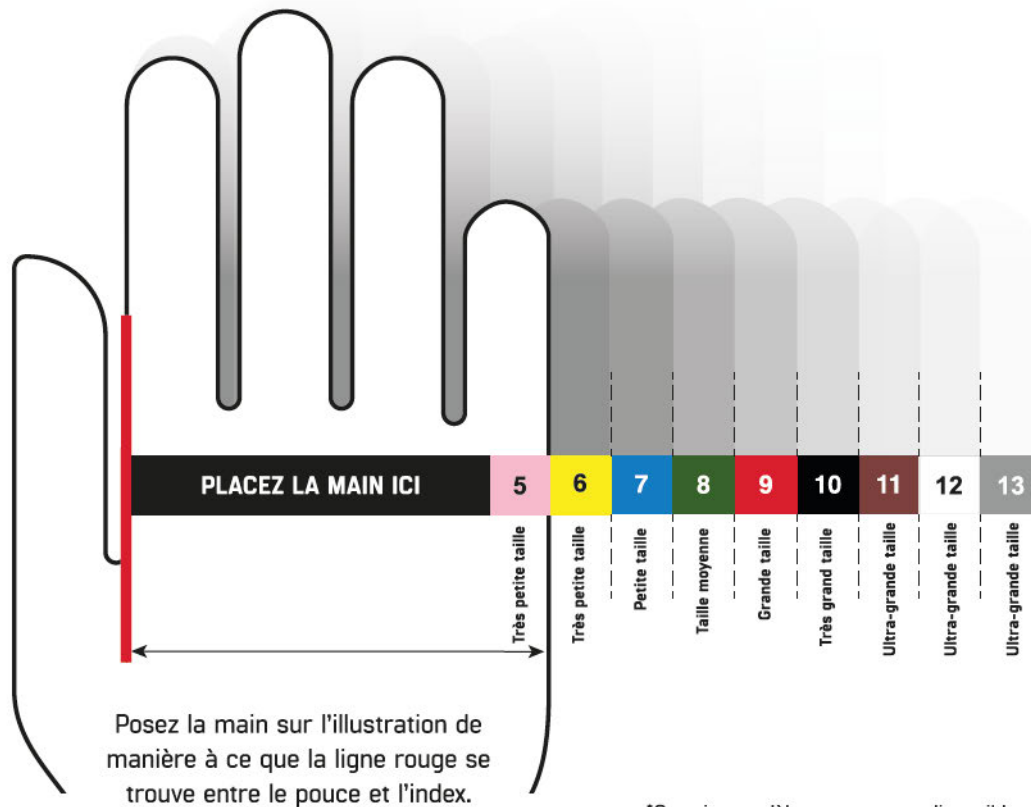 PLACEZ LA MAIN ICI
5
6
7
8
9
10
11
12
13
Très petite taille
Très petite taille
Petite taille
Taille moyenne
Grande taille
Très grand taille
Ultra-grande taille
Ultra-grande taille
Ultra-grande taille
Posez la main sur l'illustration de
manière à ce que la ligne rouge se
trouve entre le pouce et l'index.